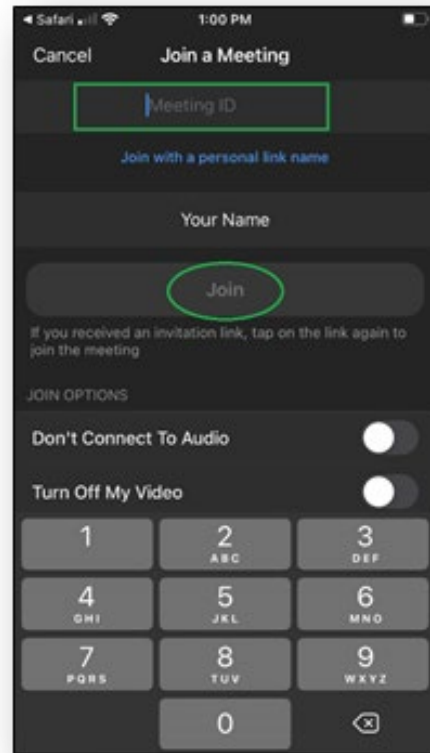 Safari 1:00 PM
Cancel Join a Meeting
Meeting ID
Join with a personal link name
Your Name
Join
If you received an invitation link, tap on the link again to
join the meeting
JOIN OPTIONS
Don't Connect To Audio
Turn Off My Video
1 2 3
ABC DEF
4 5 6
GHI JKL MNO
7 8 9
PQRS TUV WXYZ
0